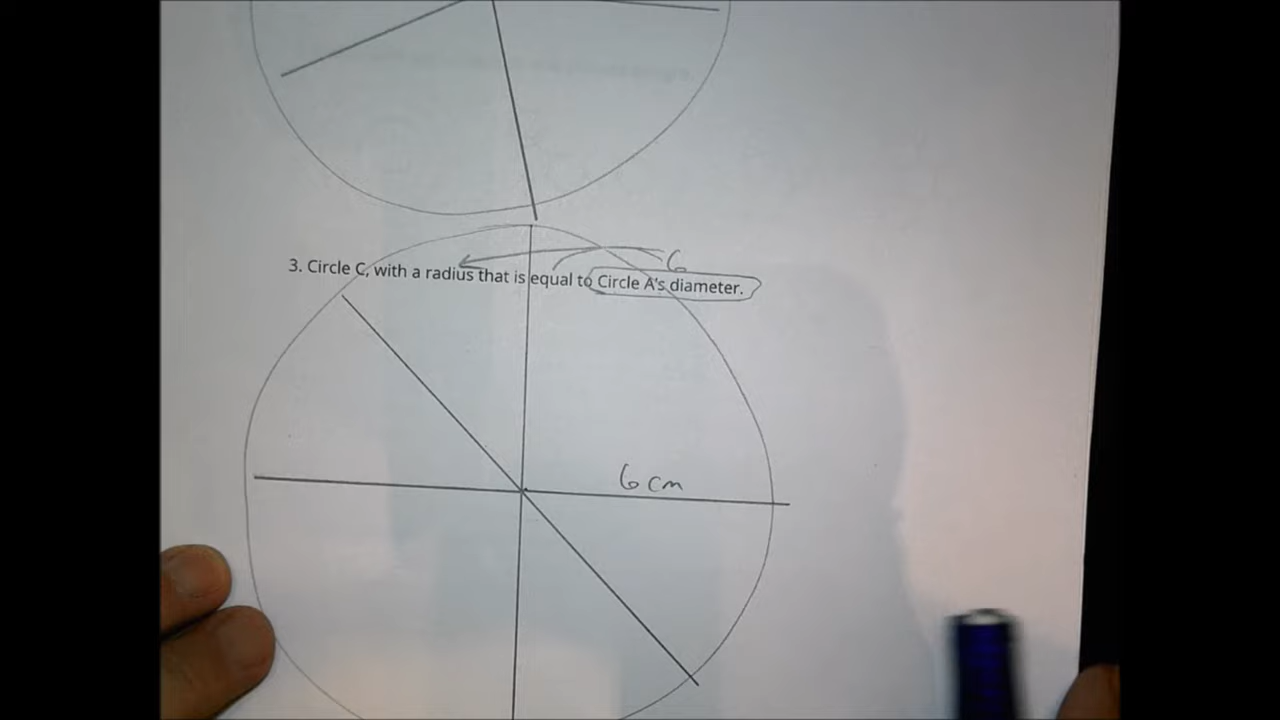 6
3. Circle C, with a radius that is equal to Circle A's diameter.
6 cm